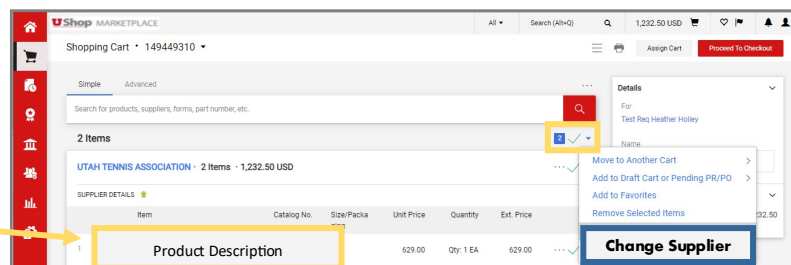 UShop MARKETPLACE
All
Search (Alt+Q)
1,232.50 USD
Shopping Cart • 149449310
Assign Cart
Proceed To Checkout
Simple
Advanced
...
Search for products, suppliers, forms, part number, etc.
2 Items
2
UTAH TENNIS ASSOCIATION · 2 Items · 1,232.50 USD
...
SUPPLIER DETAILS
Item
Catalog No.
Size/Packa
Unit Price
Quantity
Ext. Price
1
Product Description
629.00
Qty: 1 EA
629.00
...
Details
For
Test Req Heather Holley
Name
Move to Another Cart
Add to Draft Cart or Pending PR/PO
Add to Favorites
Remove Selected Items
Change Supplier
32.50